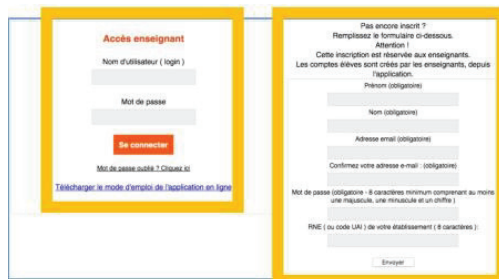 Accès enseignant
Nom d'utilisateur ( login )
Mot de passe
Se connecter
Mot de passe oublié ? Cliquez ici
Télécharger le mode d'emploi de l'application en ligne
Pas encore inscrit ?
Remplissez le formulaire ci-dessous.
Attention !
Cette inscription est réservée aux enseignants.
Les comptes élèves sont créés par les enseignants, depuis
l'application.
Prénom (obligatoire)
Nom (obligatoire)
Adresse email (obligatoire)
Confirmez votre adresse e-mail : (obligatoire)
Mot de passe (obligatoire - 8 caractères minimum comprenant au moins
une majuscule, une minuscule et un chiffre )
RNE ( ou code UAI ) de votre établissement ( 8 caractères ):
Envoyer